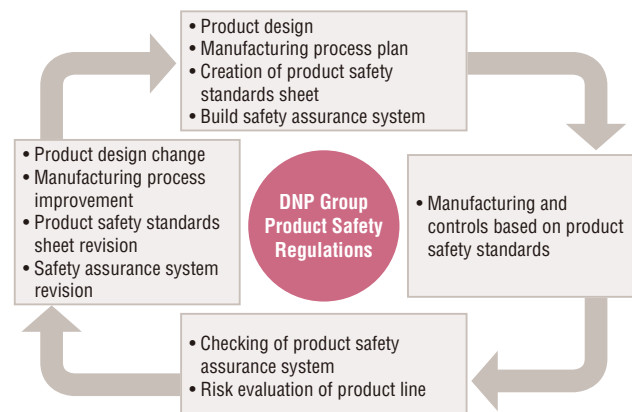 • Product design
• Manufacturing process plan
• Creation of product safety
standards sheet
• Build safety assurance system
• Product design change
• Manufacturing process
improvement
• Product safety standards
sheet revision
• Safety assurance system
revision
DNP Group
Product Safety
Regulations
• Manufacturing and
controls based on product
safety standards
• Checking of product safety
assurance system
• Risk evaluation of product line